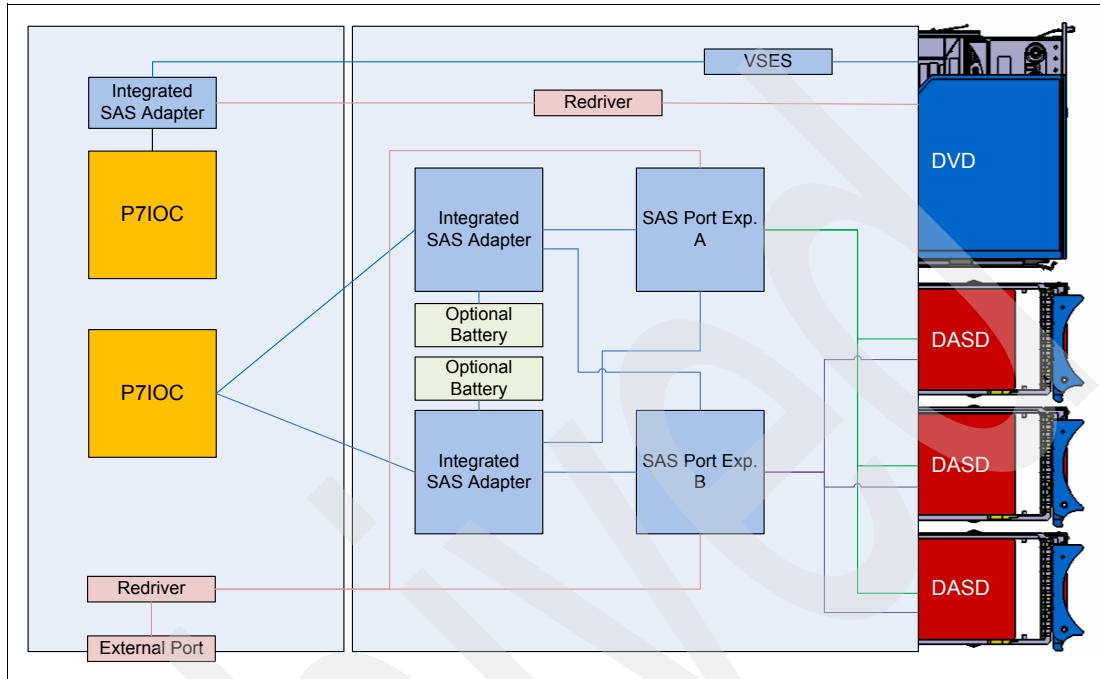 VSES
Integrated
SAS Adapter
Redriver
DVD
P7IOC
Integrated
SAS Adapter
SAS Port Exp.
A
Optional
Battery
DASD
P7IOC
Optional
Battery
Integrated
SAS Adapter
SAS Port Exp.
B
DASD
Redriver
DASD
External Port